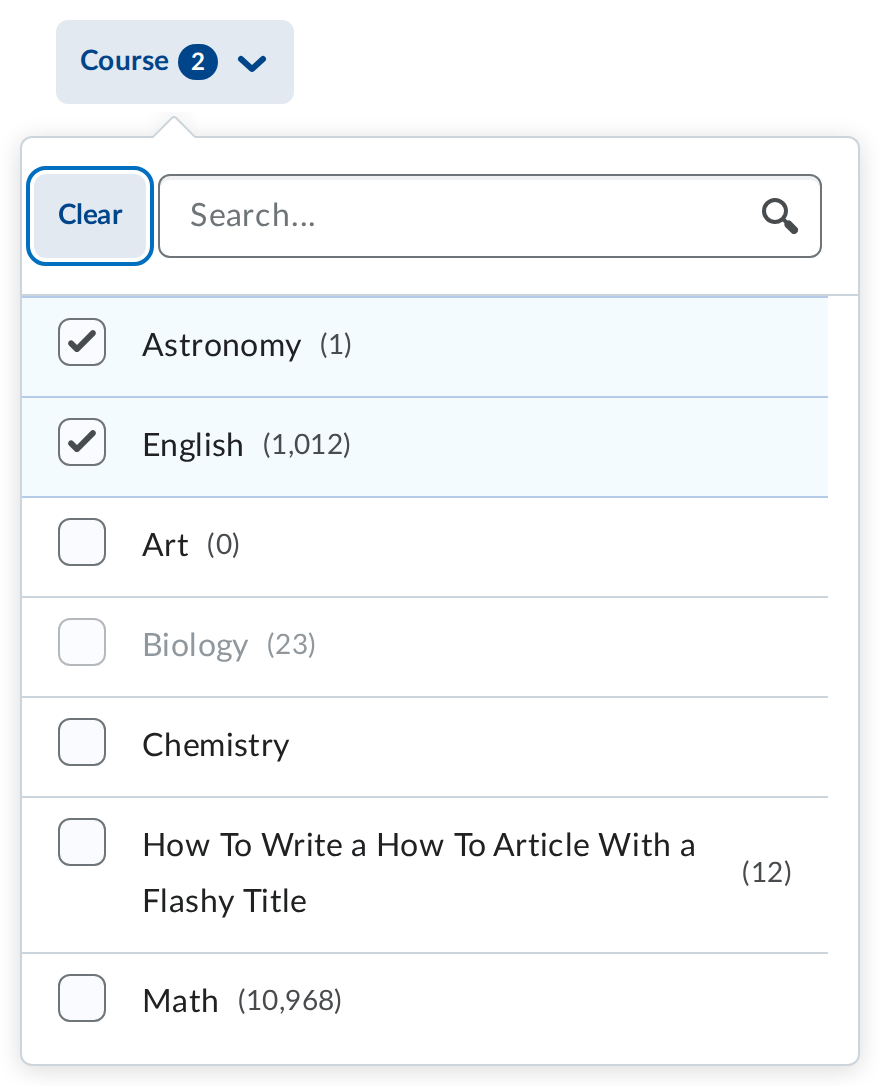 Course 2
Clear
Search...
Astronomy (1)
English (1,012)
Art (0)
Biology (23)
Chemistry
How To Write a How To Article With a
Flashy Title
(12)
Math (10,968)